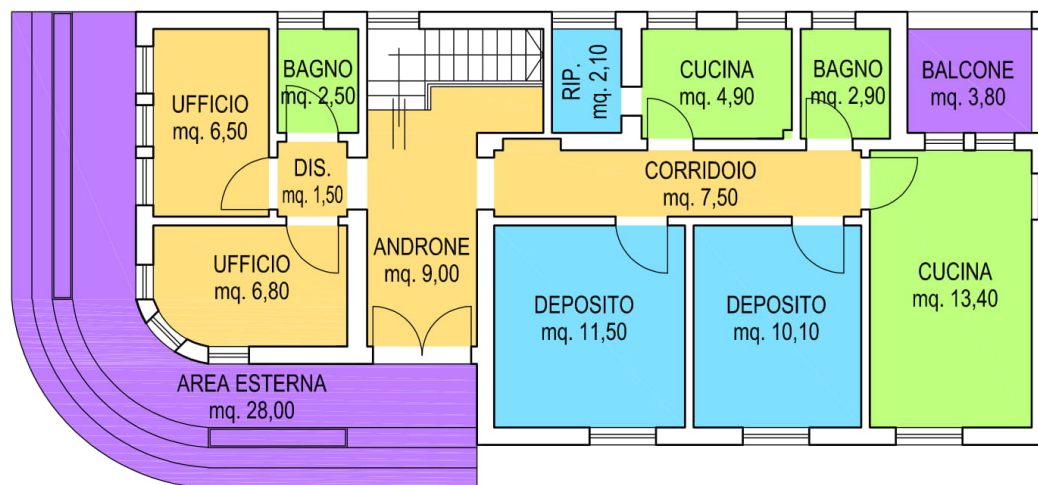 BAGNO
mq. 2,50
UFFICIO
mq. 6,50
RIP.
mq. 2,10
CUCINA
mq. 4,90
BAGNO
mq. 2,90
BALCONE
mq. 3,80
DIS.
mq. 1,50
CORRIDOIO
mq. 7,50
UFFICIO
mq. 6,80
ANDRONE
mq. 9,00
DEPOSITO
mq. 11,50
DEPOSITO
mq. 10,10
CUCINA
mq. 13,40
AREA ESTERNA
mq. 28,00